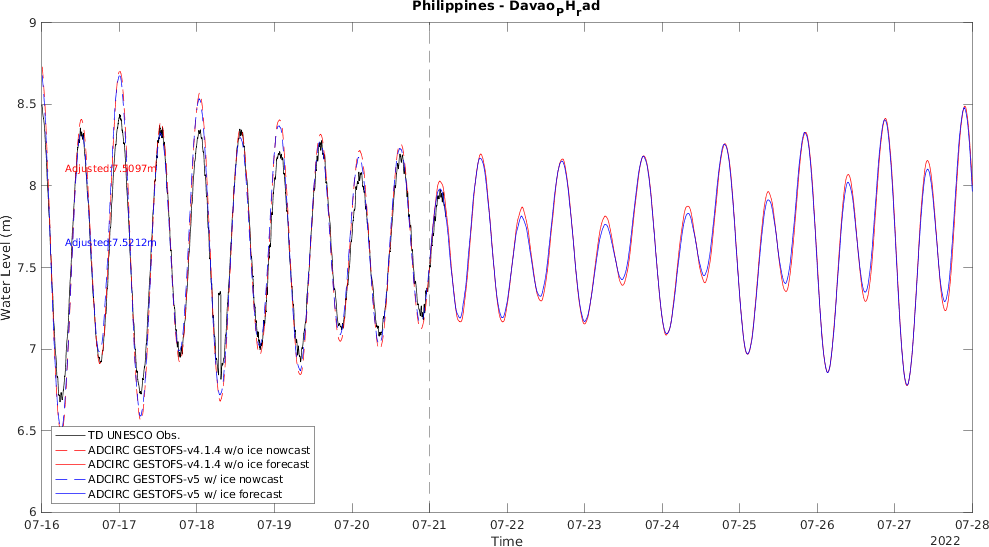 Philippines - DavaopHrad
9
8.5
8
7.5
7
6.5
6
Water Level (m)
Adjusted:7.5097m
Adjusted:7.5212m
TD UNESCO Obs.
ADCIRC GESTOFS-v4.1.4 w/o ice nowcast
ADCIRC GESTOFS-v4.1.4 w/o ice forecast
ADCIRC GESTOFS-v5 w/ ice nowcast
ADCIRC GESTOFS-v5 w/ ice forecast
07-16 07-17 07-18 07-19 07-20 07-21 07-22 07-23 07-24 07-25 07-26 07-27 07-28
Time
2022